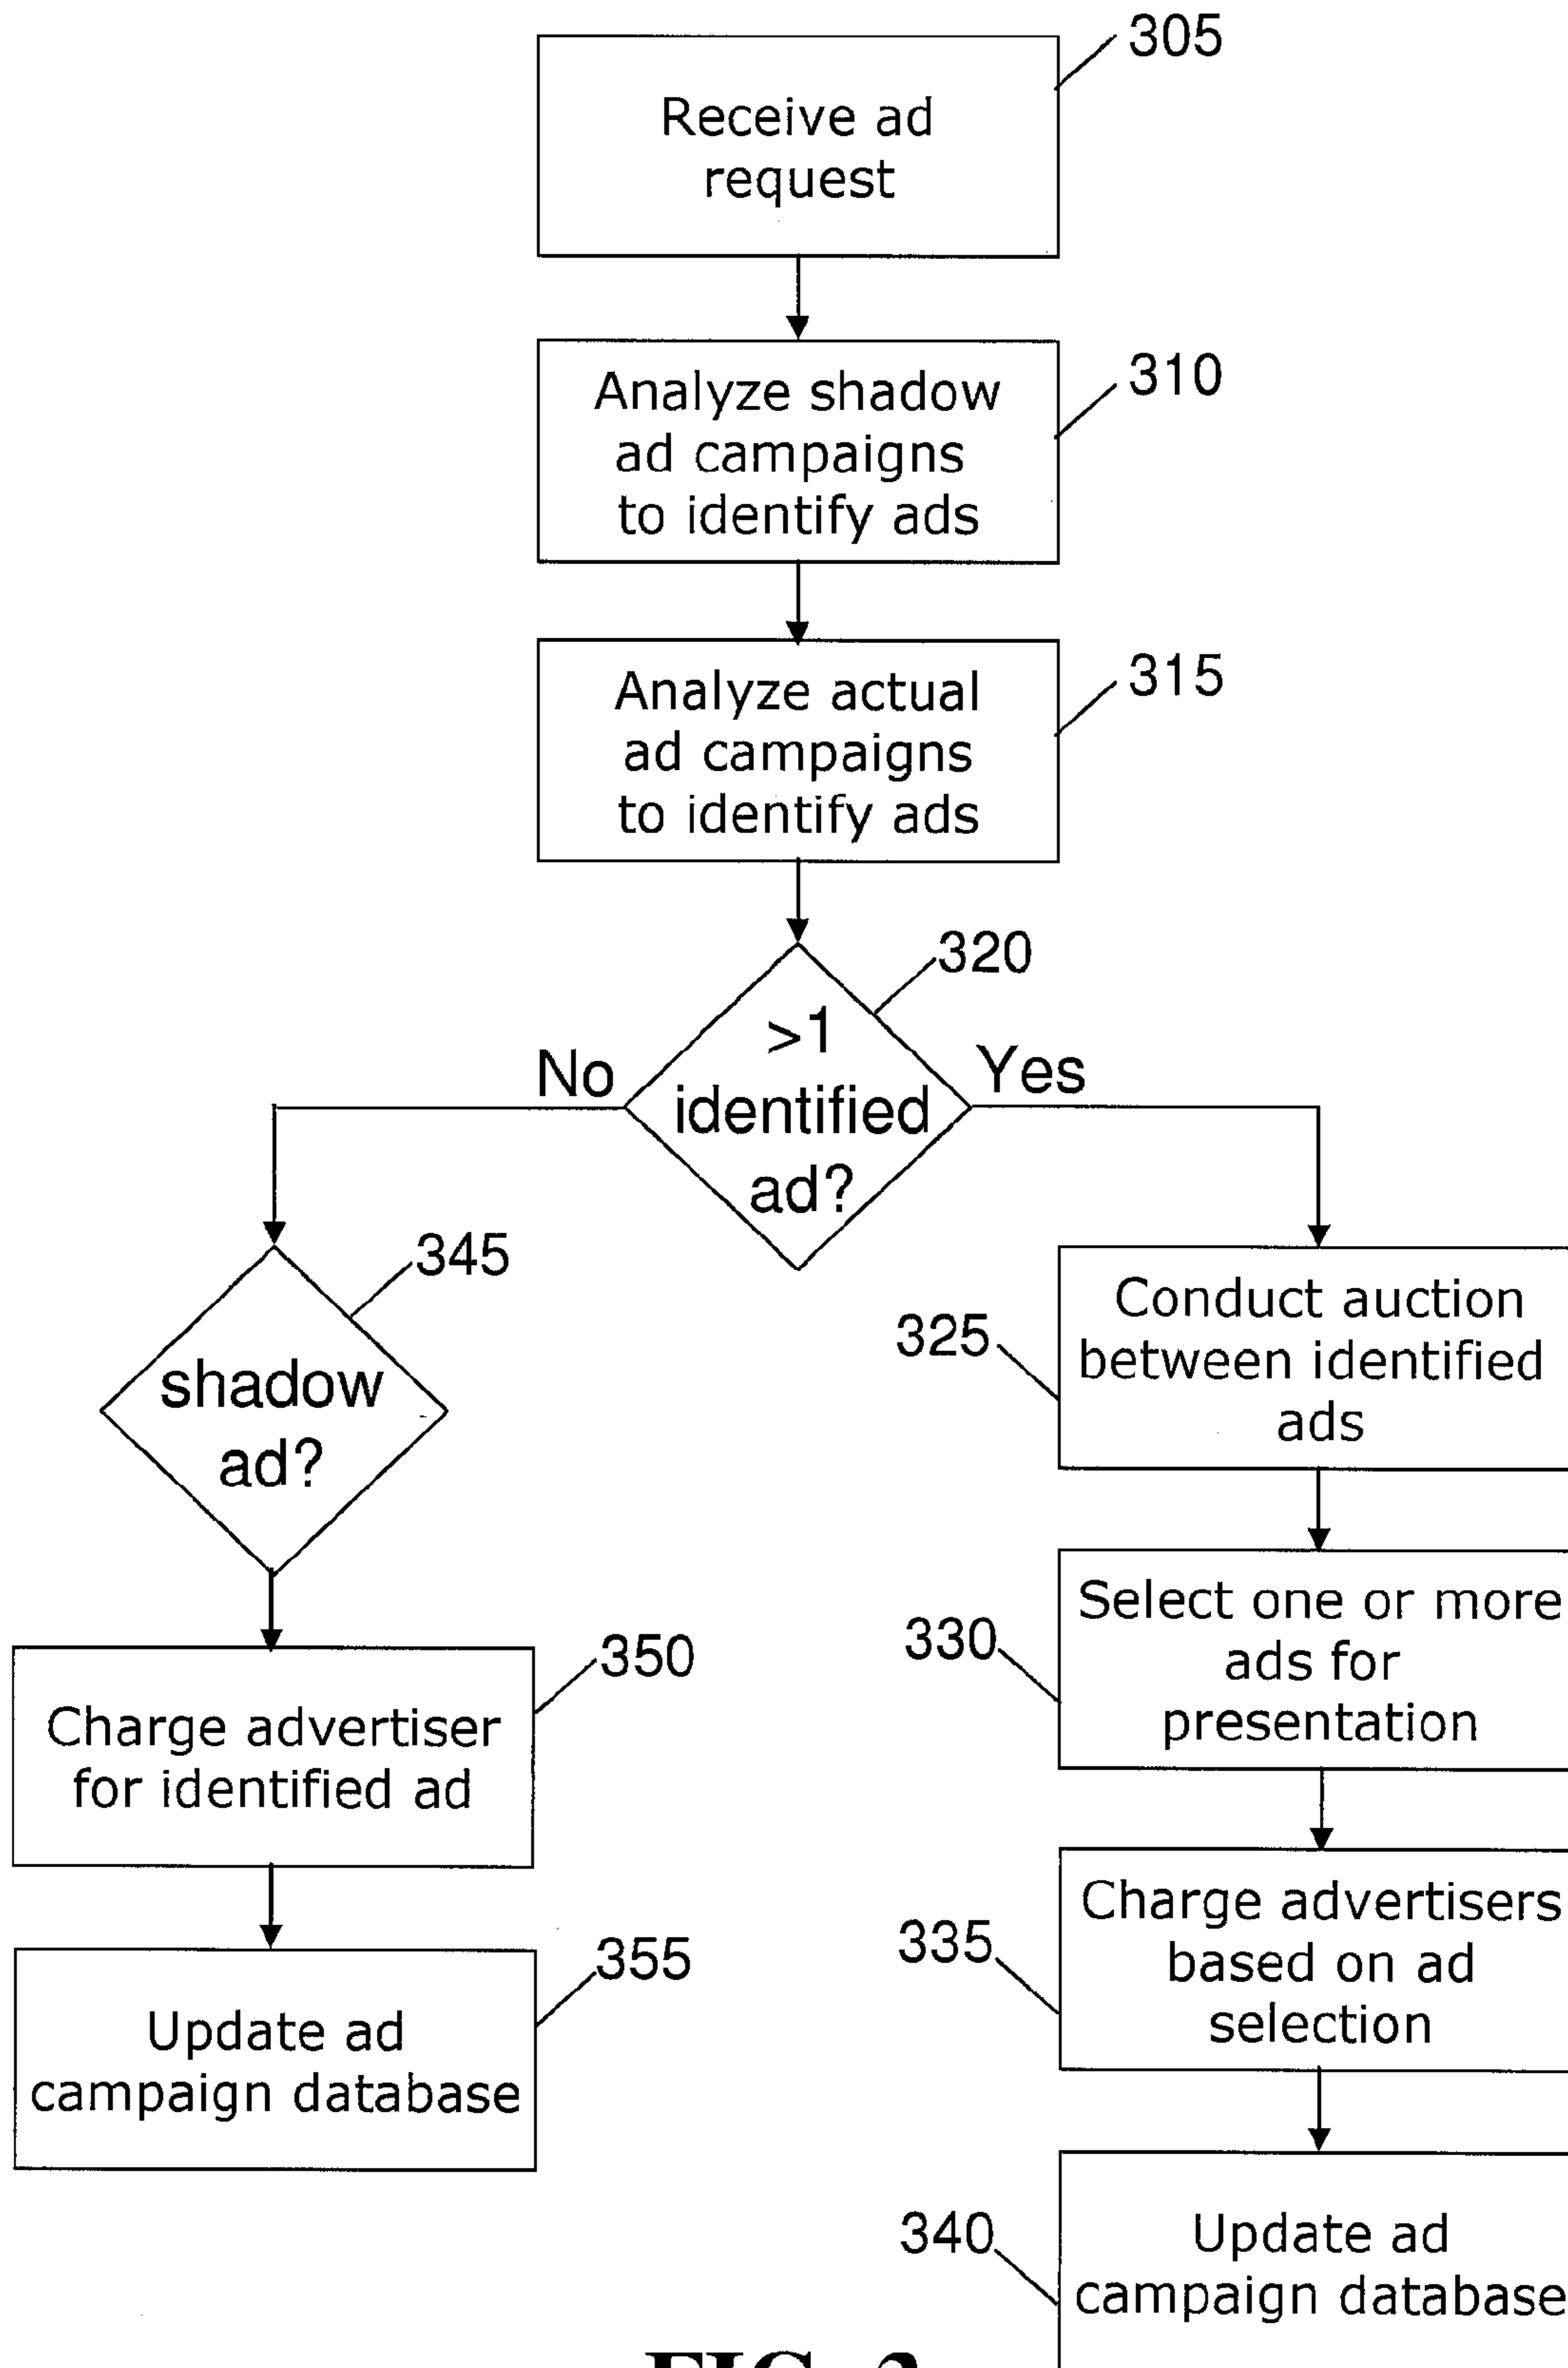 305
Receive ad
request
310
Analyze shadow
ad campaigns
to identify ads
315
Analyze actual
ad campaigns
to identify ads
320
>1
identified
ad?
No
Yes
345
shadow
ad?
325
Conduct auction
between identified
ads
350
Charge advertiser
for identified ad
330
Select one or more
ads for
presentation
355
Update ad
campaign database
335
Charge advertisers
based on ad
selection
340
Update ad
campaign database